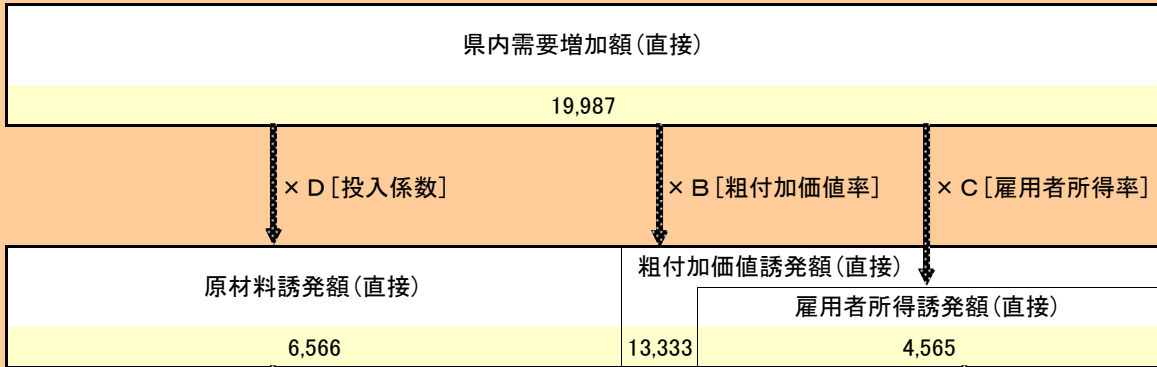 県内需要増加額(直接)
19,987
× D[投入係数]
× B[粗付加価値率]
× C[雇用者所得率]
原材料誘発額(直接)
粗付加価値誘発額(直接)
雇用者所得誘発額(直接)
6,566
13,333
4,565